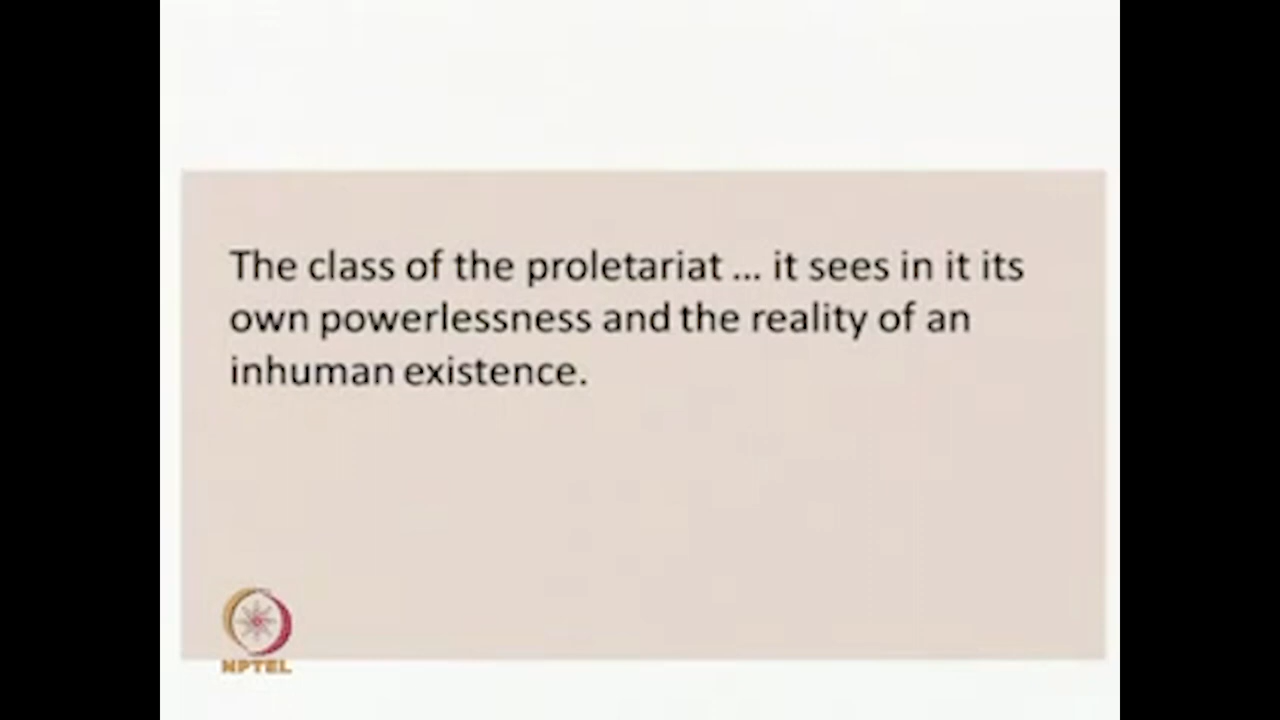 The class of the proletariat ... it sees in it its
own powerlessness and the reality of an
inhuman existence.
NPTEL